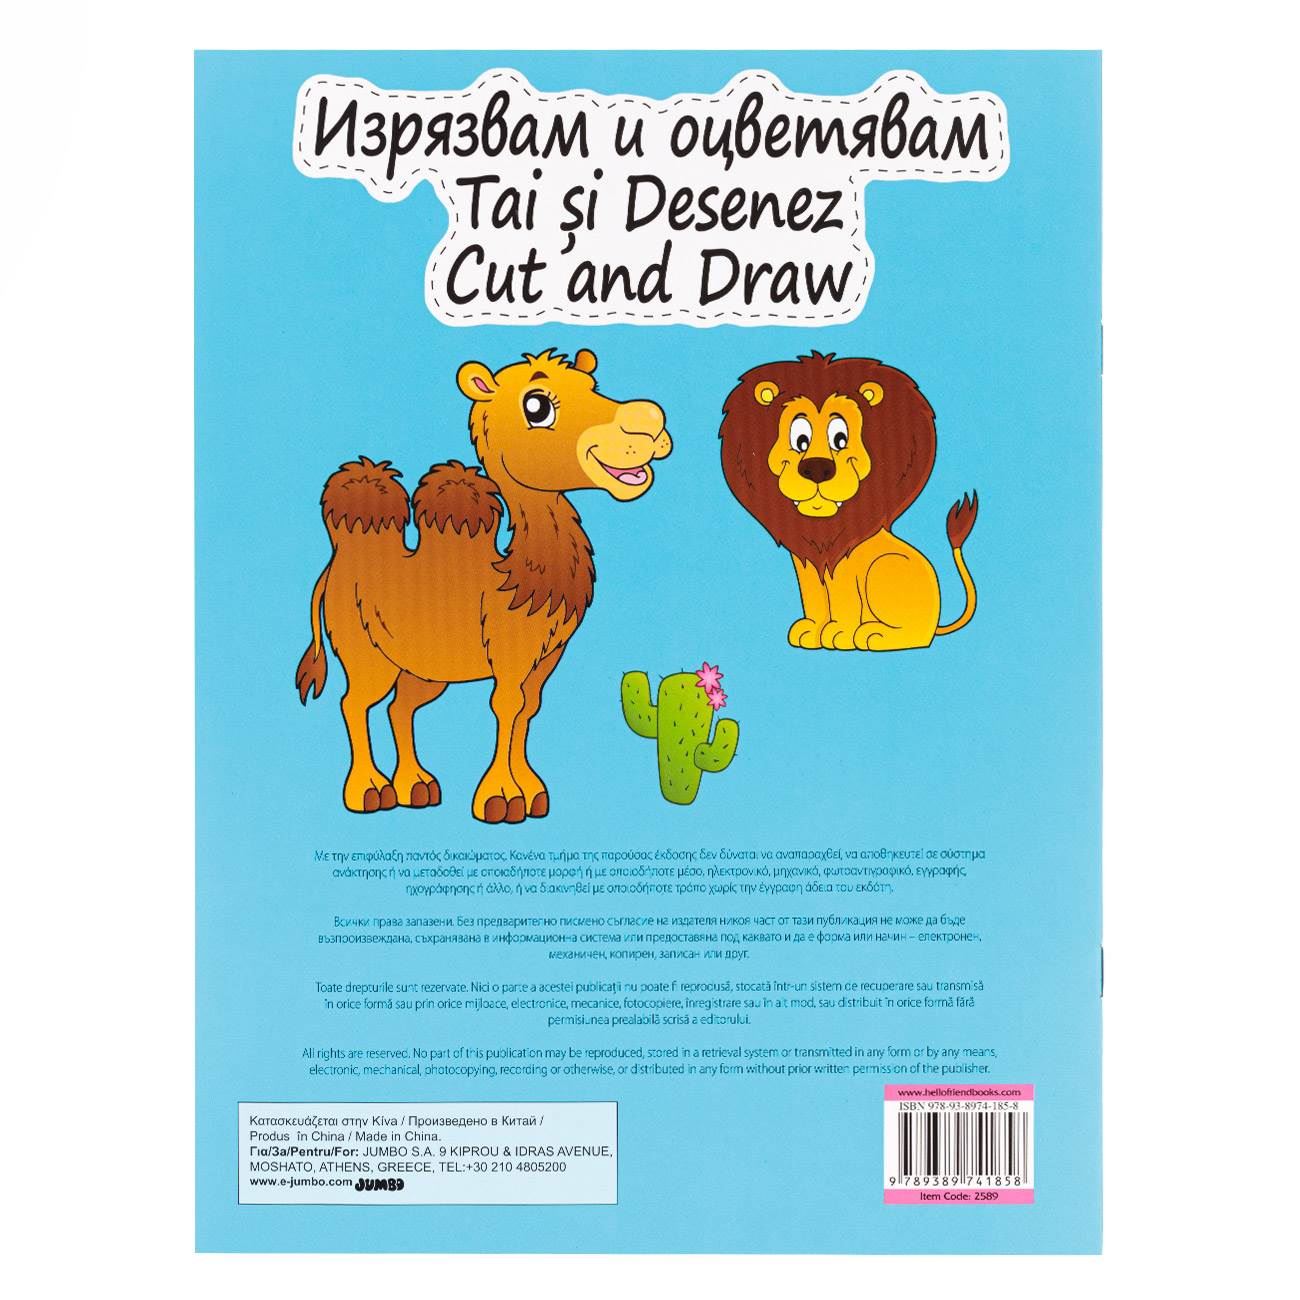 Изрязвам и оцветявам
Tai și Desenez
Cut and Draw
Με την επιφύλαξη παντός δικαιώματος. Κανένα τμήμα της παρούσας έκδοσης δεν δύναται να αναπαραχθεί, να αποθηκευτεί σε σύστημα
ανάκτησης ή να μεταδοθεί με οποιαδήποτε μορφή ή με οποιοδήποτε μέσο, ηλεκτρονικό, μηχανικό, φωτοαντιγραφικό, εγγραφής,
ηχογράφησης ή άλλο, ή να διακινηθεί με οποιοδήποτε τρόπο χωρίς την έγγραφη άδεια του εκδότη.
Всички права запазени. Без предварително писмено съгласие на издателя никоя част от тази публикация не може да бъде
възпроизвеждана, съхранявана в информационна система или предоставяна под каквато и да е форма или начин – електронен,
механичен, копирен, записан или друг.
Toate drepturile sunt rezervate. Nici o parte a acestei publicații nu poate fi reprodusă, stocată într-un sistem de recuperare sau transmisă
în orice formă sau prin orice mijloace, electronice, mecanice, fotocopiere, înregistrare sau în alt mod, sau distribuit în orice formă fără
permisiunea prealabilă scrisă a editorului.
All rights are reserved. No part of this publication may be reproduced, stored in a retrieval system or transmitted in any form or by any means,
electronic, mechanical, photocopying, recording or otherwise, or distributed in any form without prior written permission of the publisher.
Κατασκευάζεται στην Κίνα / Произведено в Китай /
Produs în China / Made in China.
Για/За/Pentru/For: JUMBO S.A. 9 KIPROU & IDRAS AVENUE,
MOSHATO, ATHENS, GREECE, TEL:+30 210 4805200
www.e-jumbo.com JUMBO
www.hellofriendbooks.com
ISBN 978-93-8974-185-8
9 789389 741858
Item Code: 2589